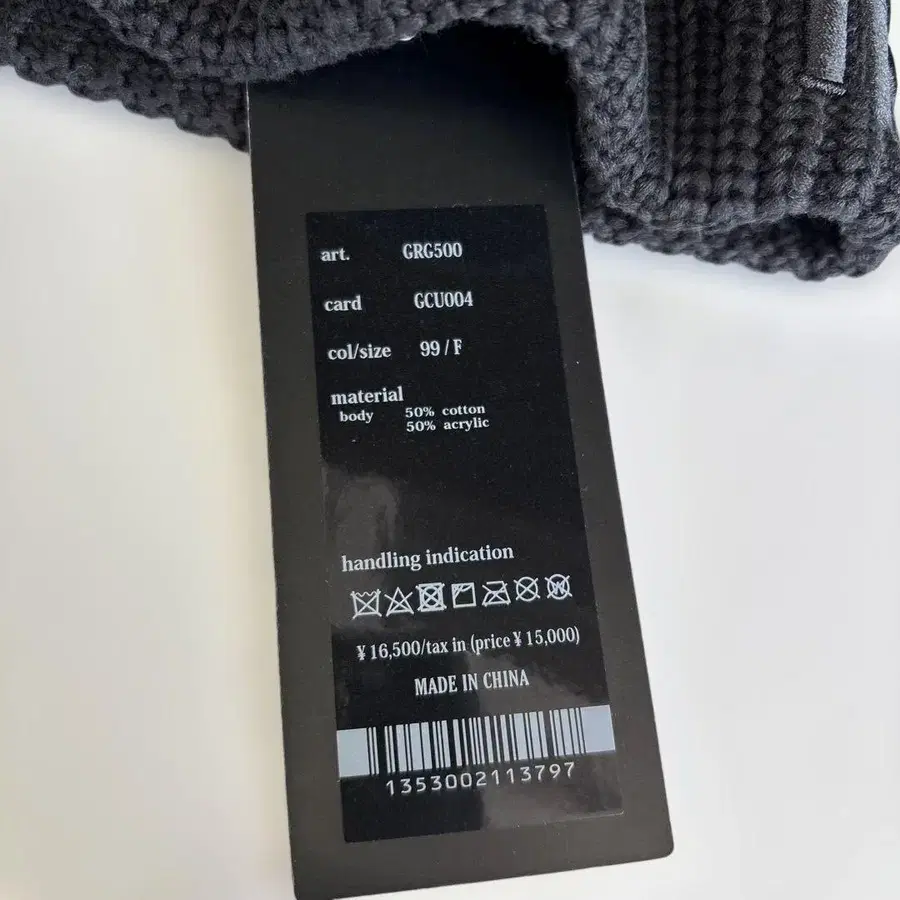 art. GRG500
card GCU004
col/size 99 / F
material
body 50% cotton
50% acrylic
handling indication
¥ 16,500/tax in (price ¥ 15,000)
MADE IN CHINA
1353002113797